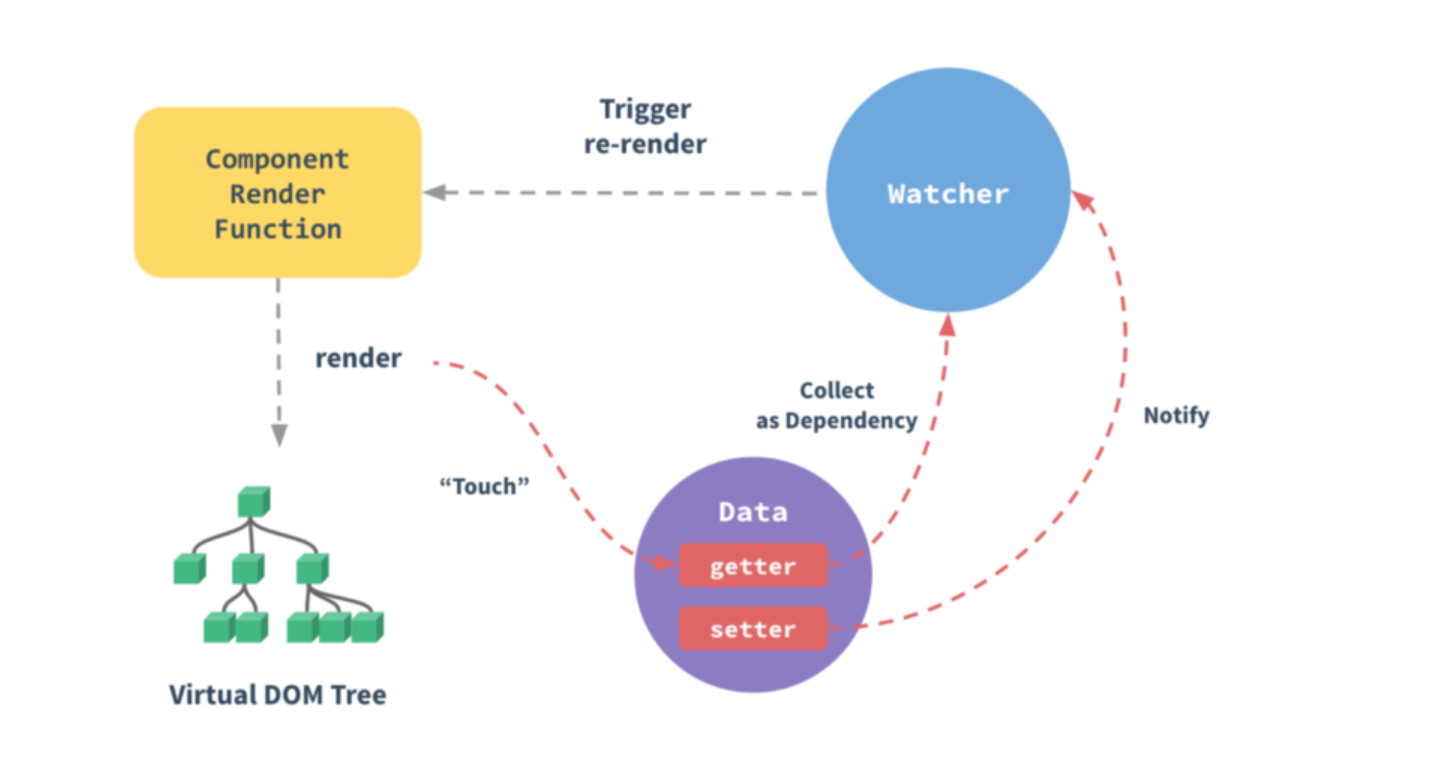 Trigger
re-render
Component
Render
Function
Watcher
render
Collect
as Dependency
Notify
“Touch”
Data
getter
setter
Virtual DOM Tree